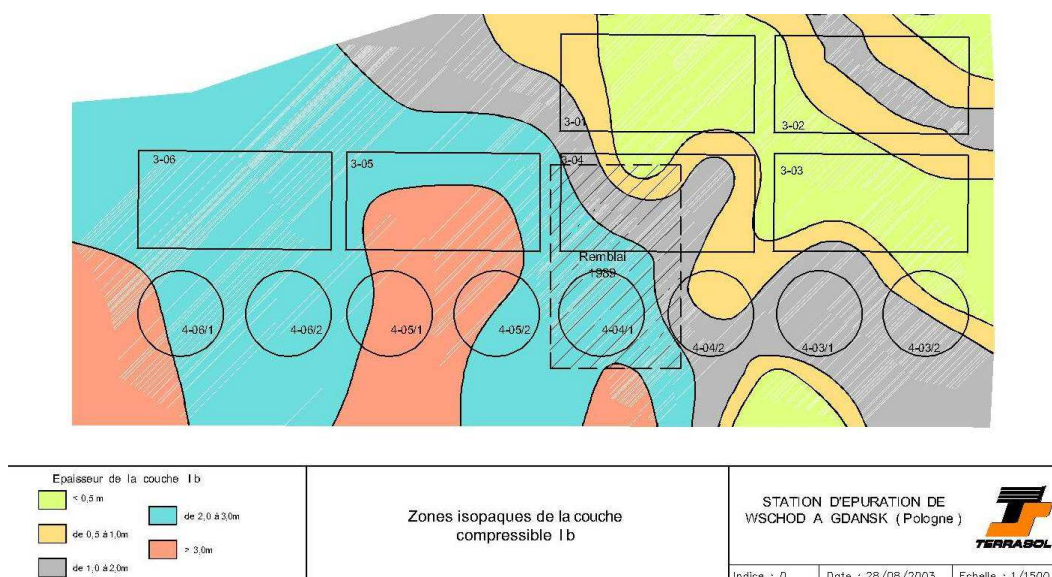 3-01
3-02
3-06
3-05
3-04
3-03
Remblai
1989
4-06/1
4-06/2
4-05/1
4-05/2
4-04/1
4-04/2
4-03/1
4-03/2
Epaisseur de la couche Ib
< 0,5 m
de 0,5 à 1,0m
de 1,0 à 2,0m
de 2,0 à 3,0m
> 3,0m
Zones isopaques de la couche
compressible Ib
STATION D'EPURATION DE
WSCHOD A GDANSK ( Pologne )
TERRASOL
Indice : 0
Date : 28/08/2003
Echelle : 1/1500